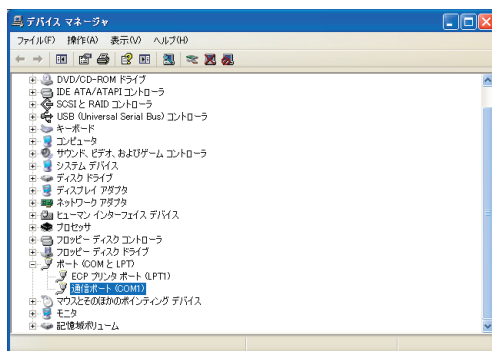 デバイス マネージャ
ファイル(F) 操作(A) 表示(V) ヘルプ(H)
DVD/CD-ROM ドライブ
IDE ATA/ATAPI コントローラ
SCSI と RAID コントローラ
USB (Universal Serial Bus) コントローラ
キーボード
コンピュータ
サウンド、ビデオ、およびゲーム コントローラ
システム デバイス
ディスク ドライブ
ディスプレイ アダプタ
ネットワーク アダプタ
ヒューマン インターフェイス デバイス
プロセッサ
フロッピー ディスク コントローラ
フロッピー ディスク ドライブ
ポート (COM と LPT)
ECP プリンタ ポート (LPT1)
通信ポート (COM1)
マウスとそのほかのポインティング デバイス
モニタ
記憶域ボリューム